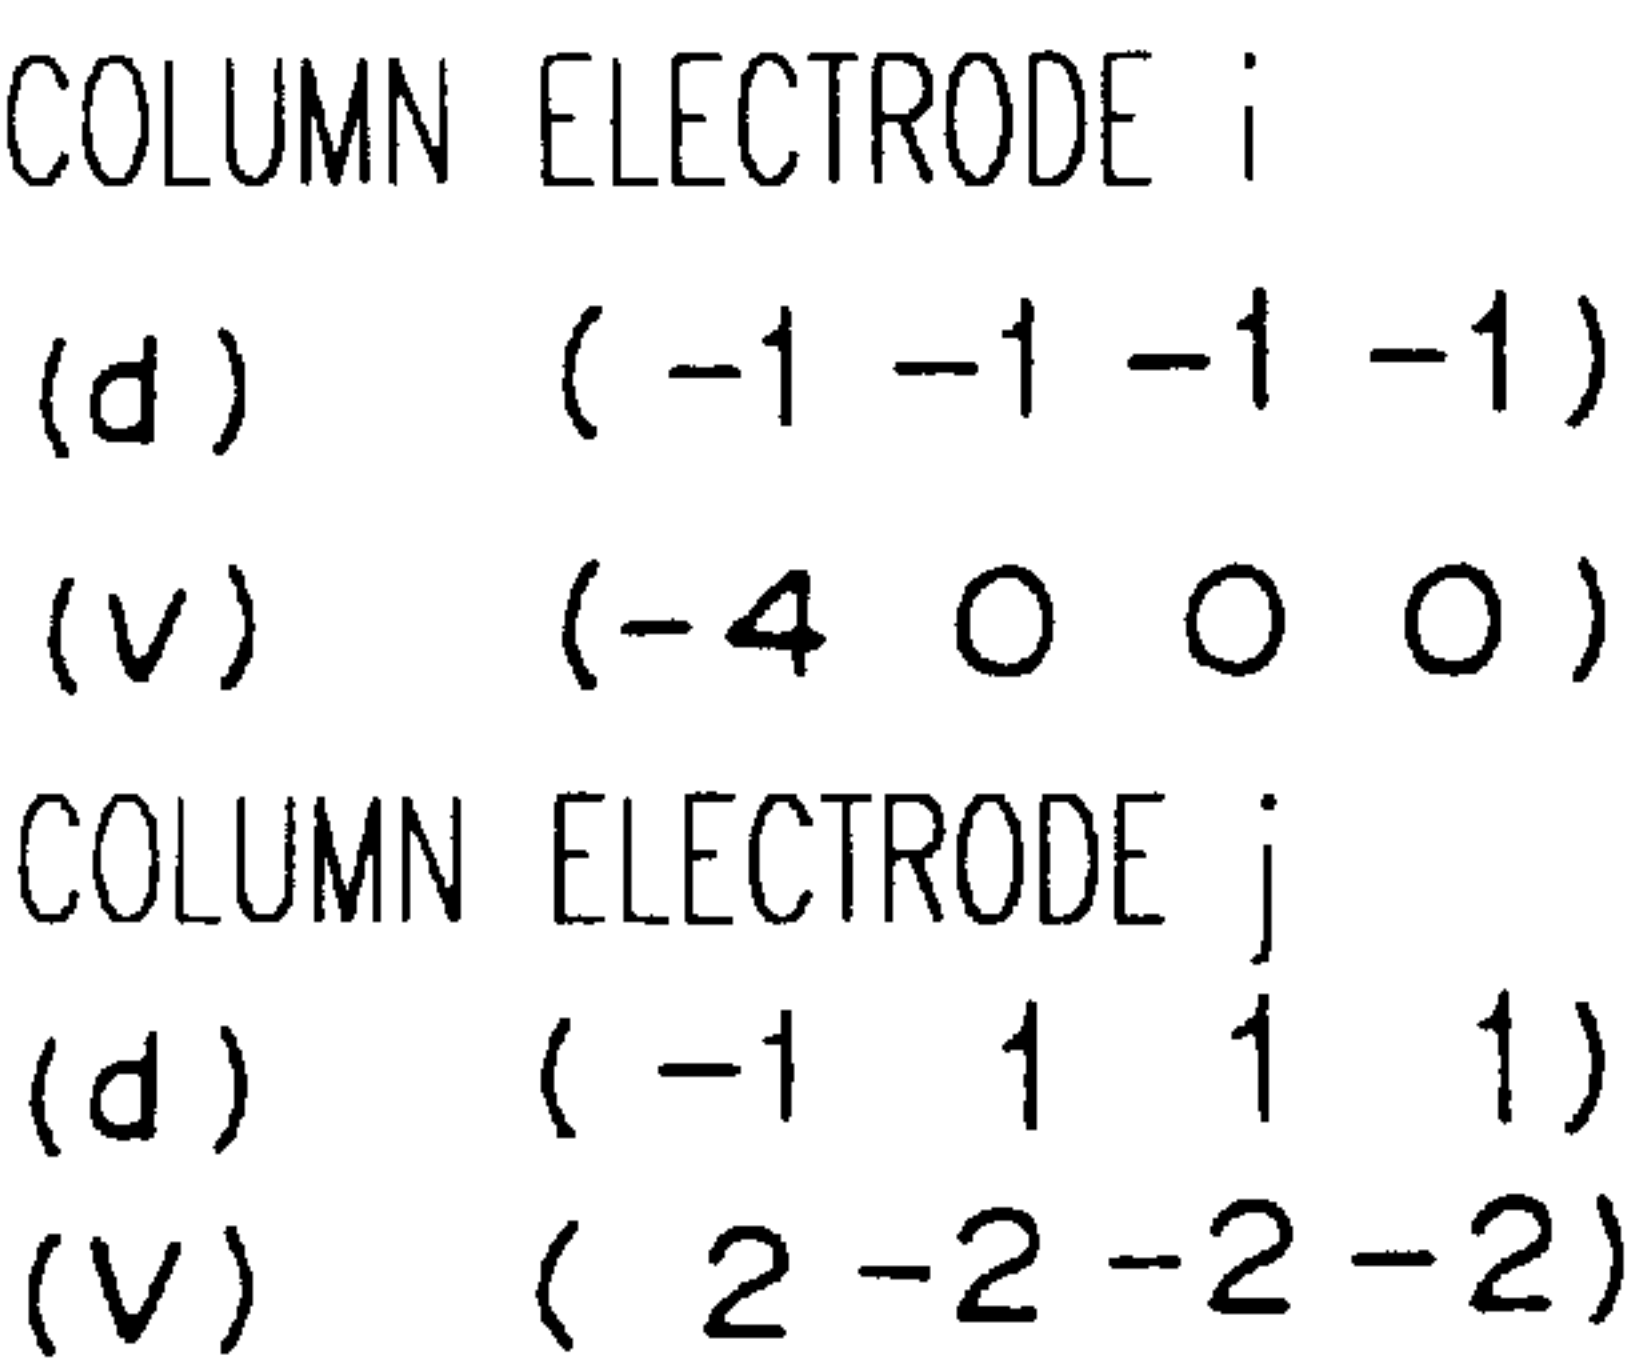 COLUMN ELECTRODE i
(d) (-1 -1 -1 -1)
(v) (-4 0 0 0)
COLUMN ELECTRODE j
(d) (-1 1 1 1)
(v) (2 -2 -2 -2)